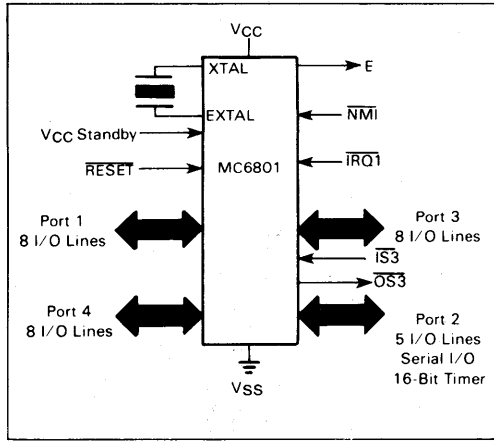 VCC
XTAL
E
EXTAL
NMI
VCC Standby
RESET
MC6801
IRQ1
Port 1
8 I/O Lines
Port 3
8 I/O Lines
IS3
OS3
Port 4
8 I/O Lines
Port 2
5 I/O Lines
Serial I/O
16-Bit Timer
VSS